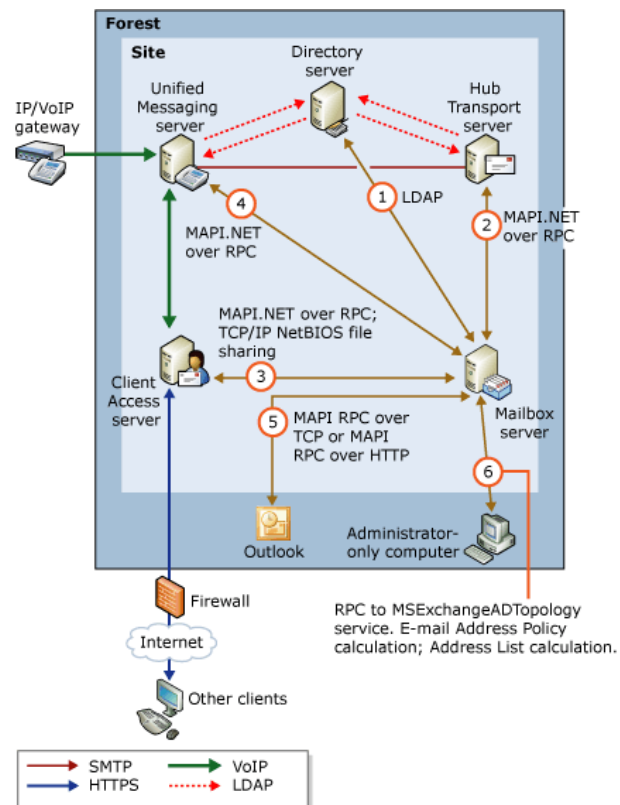 Forest
Site
Directory
server
Unified
Messaging
server
Hub
Transport
server
IP/VoIP
gateway
1
LDAP
4
2
MAPI.NET
over RPC
MAPI.NET
over RPC
MAPI.NET over RPC;
TCP/IP NetBIOS file
sharing
3
Client
Access
server
Mailbox
server
5
MAPI RPC over
TCP or MAPI
RPC over HTTP
6
Outlook
Administrator-
only computer
Firewall
RPC to MSExchangeADTopology
service. E-mail Address Policy
calculation; Address List calculation.
Internet
Other clients
SMTP
VoIP
HTTPS
LDAP